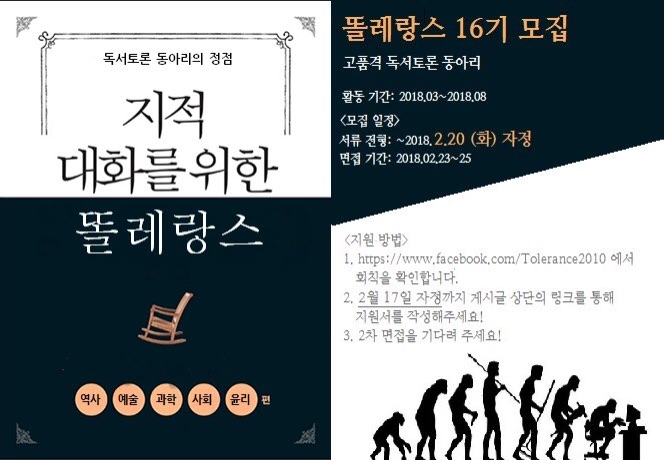 독서토론 동아리의 정점
지적
대화를 위한
똘레랑스
역사 예술 과학 사회 윤리 편
똘레랑스 16기 모집
고품격 독서토론 동아리
활동 기간: 2018.03~2018.08
<모집 일정>
서류 전형: ~2018. 2.20 (화) 자정
면접 기간: 2018.02.23~25
<지원 방법>
1. https://www.facebook.com/Tolerance2010 에서
회칙을 확인합니다.
2. 2월 17일 자정까지 게시글 상단의 링크를 통해
지원서를 작성해주세요!
3. 2차 면접을 기다려 주세요!